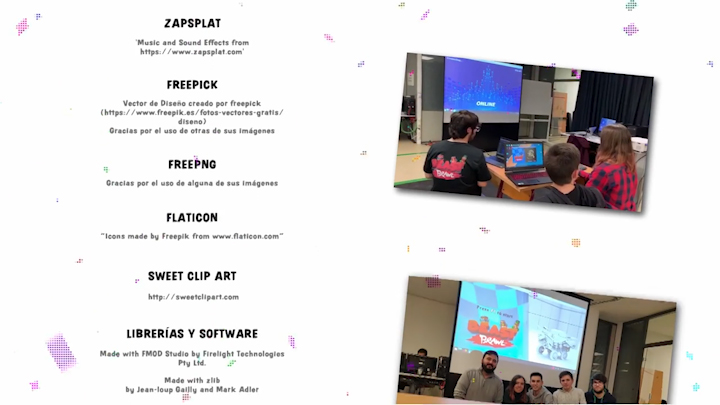 ZAPSPLAT
'Music and Sound Effects from
https://www.zapsplat.com'
FREEPICK
Vector de Diseño creado por freepick
(https://www.freepik.es/fotos-vectores-gratis/
diseno)
Gracias por el uso de otras de sus imágenes
FREEPNG
Gracias por el uso de alguna de sus imágenes
FLATICON
"Icons made by Freepik from www.flaticon.com"
SWEET CLIP ART
http://sweetclipart.com
LIBRERÍAS Y SOFTWARE
Made with FMOD Studio by Firelight Technologies
Pty Ltd.
Made with zlib
by Jean-loup Gailly and Mark Adler
ONLINE
BRAWL
BRAWL